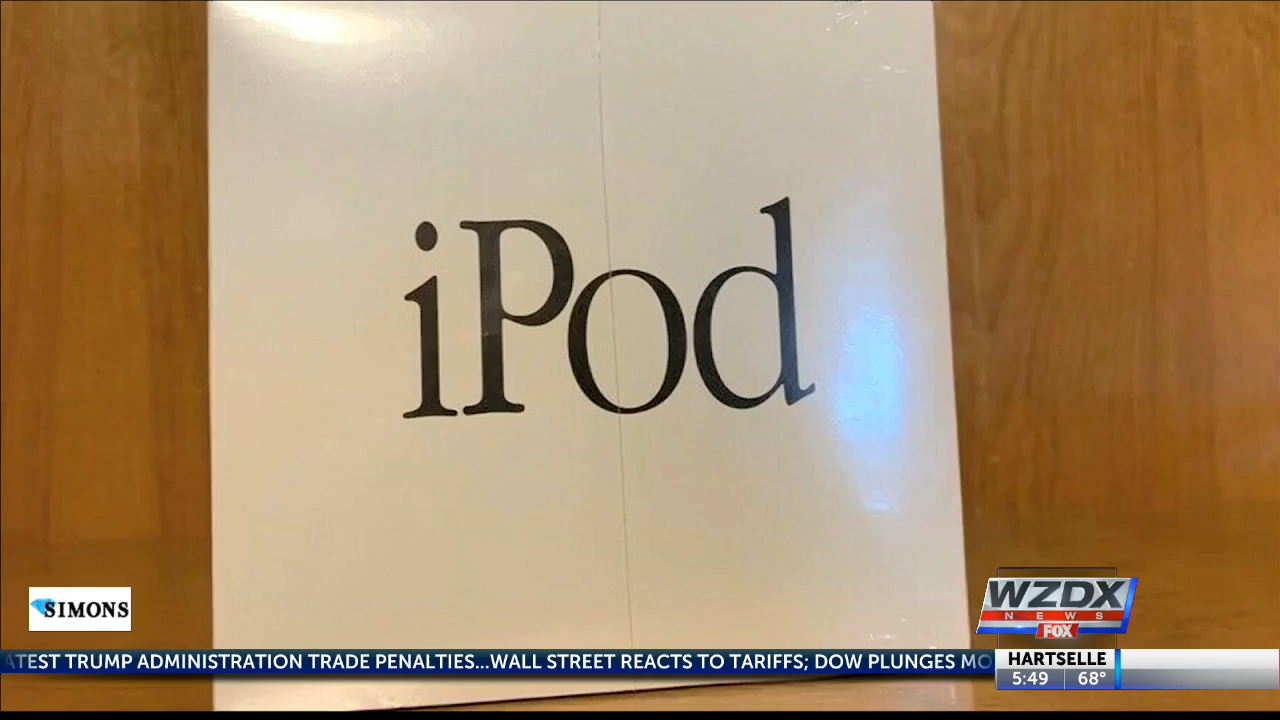 iPod
SIMONS
WZDX
NEWS
FOX
ATEST TRUMP ADMINISTRATION TRADE PENALTIES...WALL STREET REACTS TO TARIFFS; DOW PLUNGES MO
HARTSELLE
5:49 68°